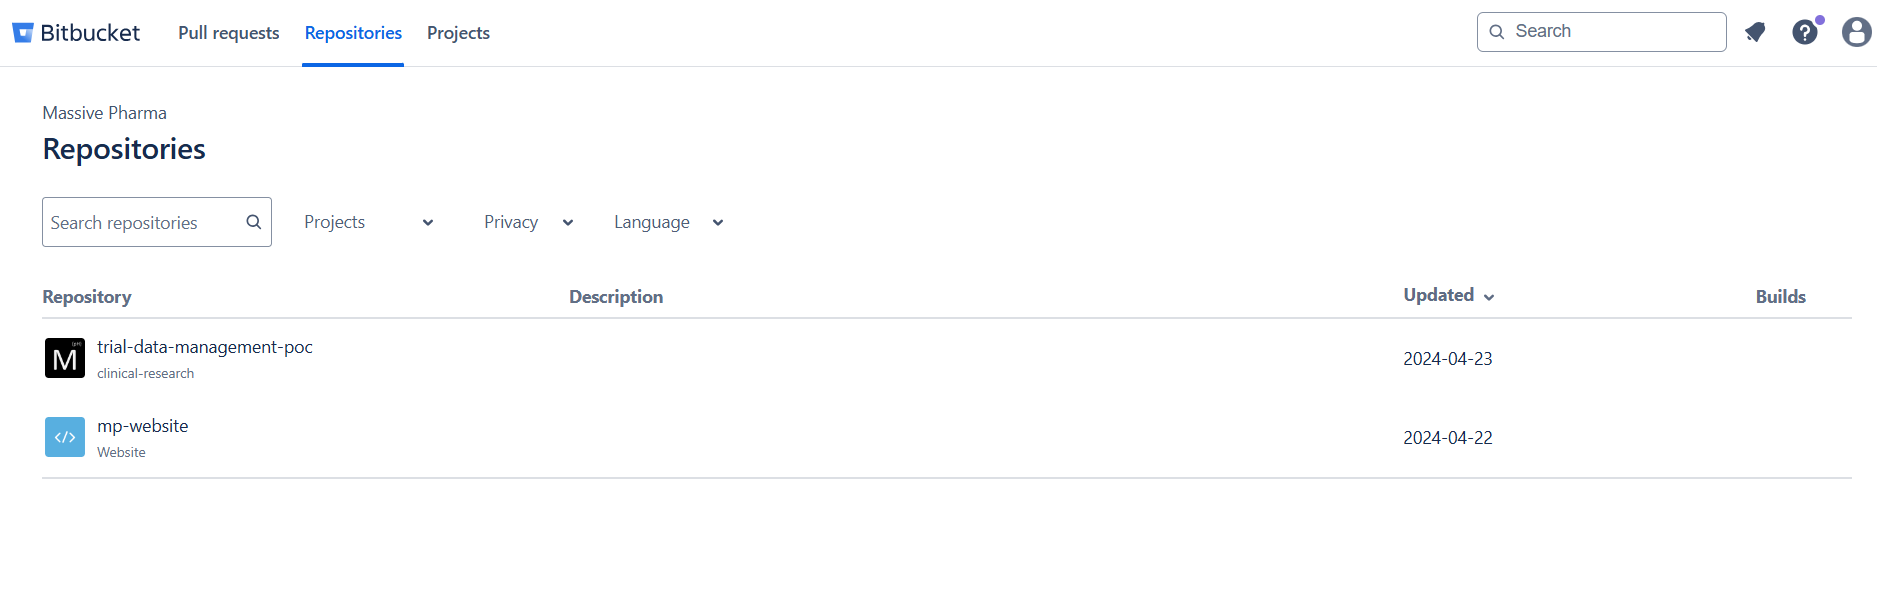 Bitbucket Pull requests Repositories Projects Search
Massive Pharma
Repositories
Search repositories Projects Privacy Language
Repository Description Updated Builds
M
trial-data-management-poc
clinical-research
2024-04-23
</>
mp-website
Website
2024-04-22